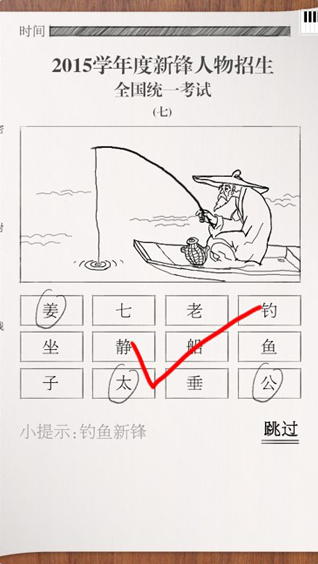 时间
2015学年度新锋人物招生
全国统一考试
(七)
姜 七 老 钓
坐 静 船 鱼
子 太 垂 公
小提示:钓鱼新锋
跳过